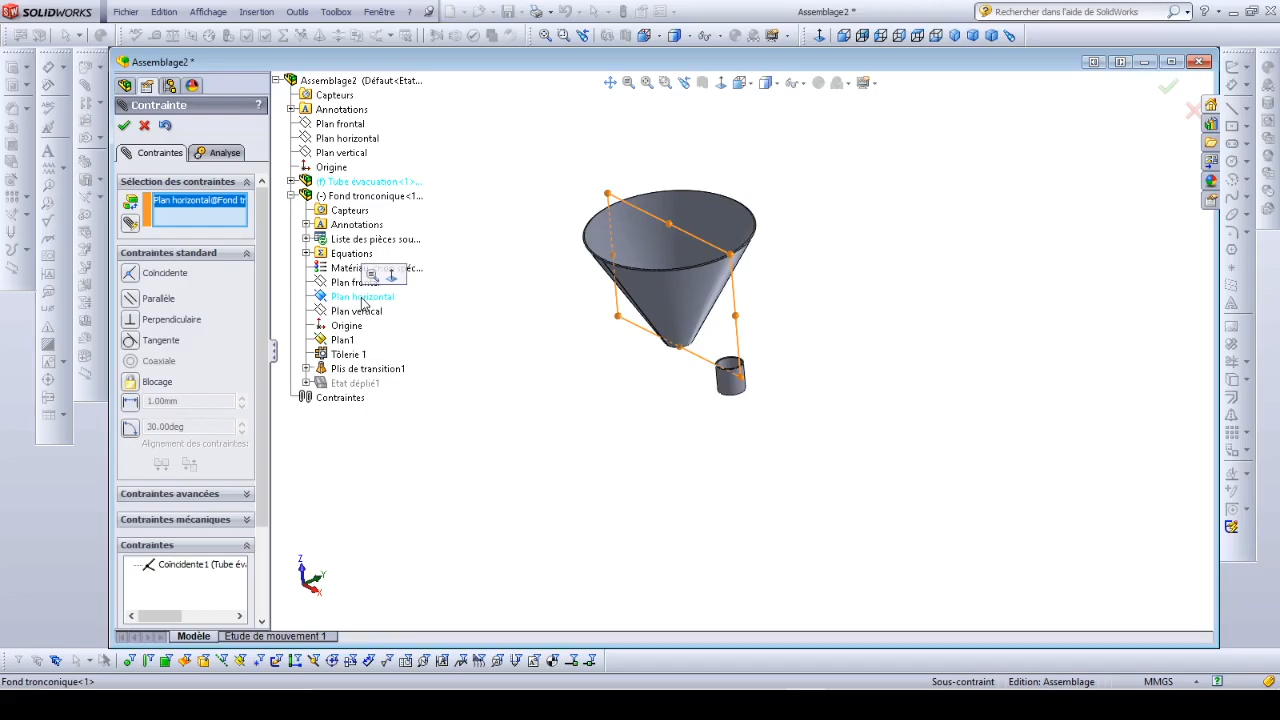 SOLIDWORKS
Fichier Edition Affichage Insertion Outils Toolbox Fenêtre ?
Assemblage2 *
Rechercher dans l'aide de SolidWorks
Assemblage2 *
Contrainte ?
Contraintes Analyse
Sélection des contraintes
Plan horizontal@Fond tr
Contraintes standard
Coïncidente
Parallèle
Perpendiculaire
Tangente
Coaxiale
Blocage
1.00mm
30.00deg
Alignement des contraintes:
Contraintes avancées
Contraintes mécaniques
Contraintes
Coïncidente1 (Tube év
Assemblage2 (Défaut<Etat...
Capteurs
Annotations
Plan frontal
Plan horizontal
Plan vertical
Origine
(f) Tube évacuation<1>...
(-) Fond tronconique<1...
Capteurs
Annotations
Liste des pièces sou...
Equations
Plan horizontal
Plan vertical
Origine
Plan1
Tôlerie 1
Plis de transition1
Etat déplié1
Contraintes
Z
Y
X
Modèle Etude de mouvement 1
Fond tronconique<1> Sous-contraint Edition: Assemblage MMGS ?